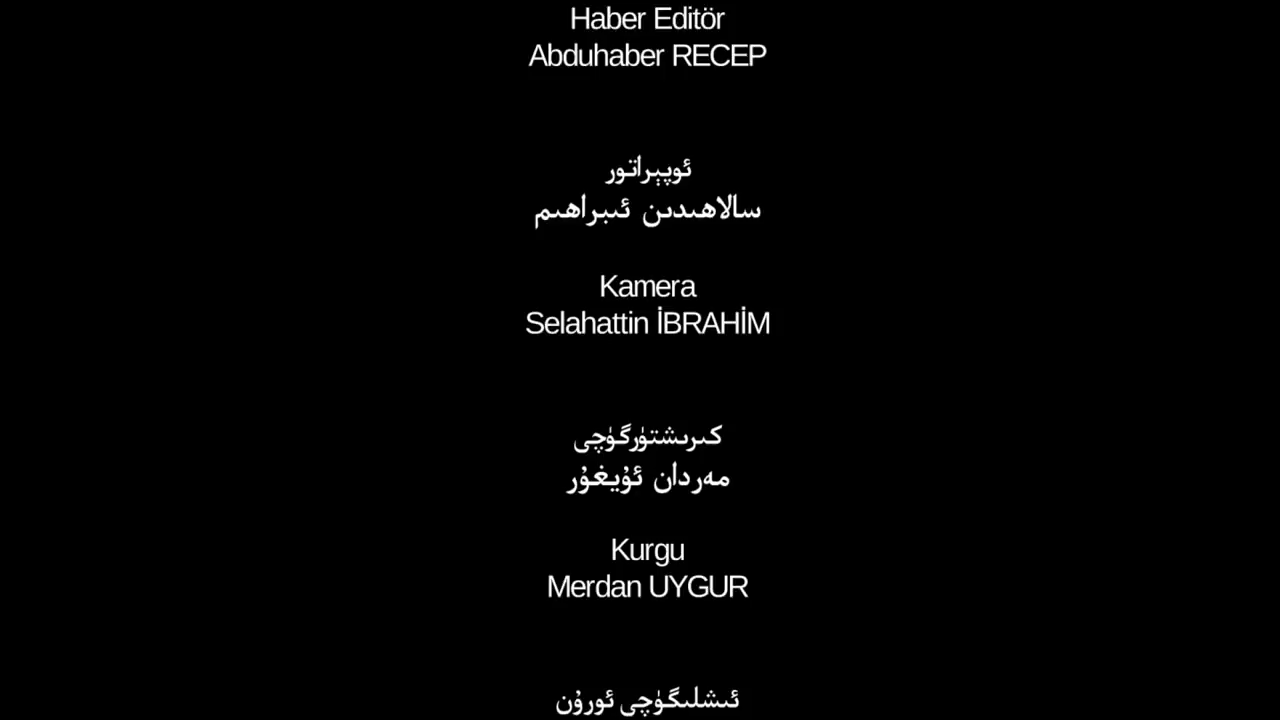 Haber Editör
Abduhaber RECEP
ئوپېراتور
سالاھىدىن ئىبراھىم
Kamera
Selahattin İBRAHİM
كىرىشتۈرگۈچى
مەردان ئۇيغۇر
Kurgu
Merdan UYGUR
ئىشلىگۈچى ئورۇن